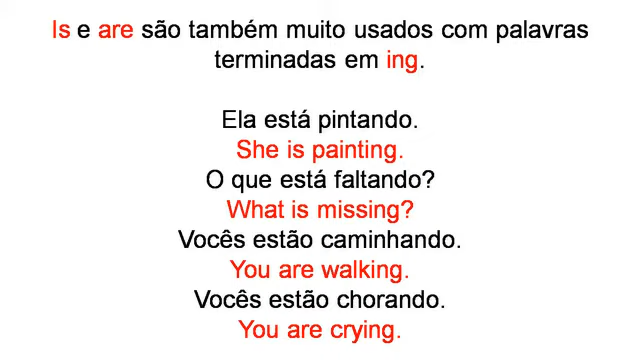 Is e are são também muito usados com palavras
terminadas em ing.
Ela está pintando.
She is painting.
O que está faltando?
What is missing?
Vocês estão caminhando.
You are walking.
Vocês estão chorando.
You are crying.